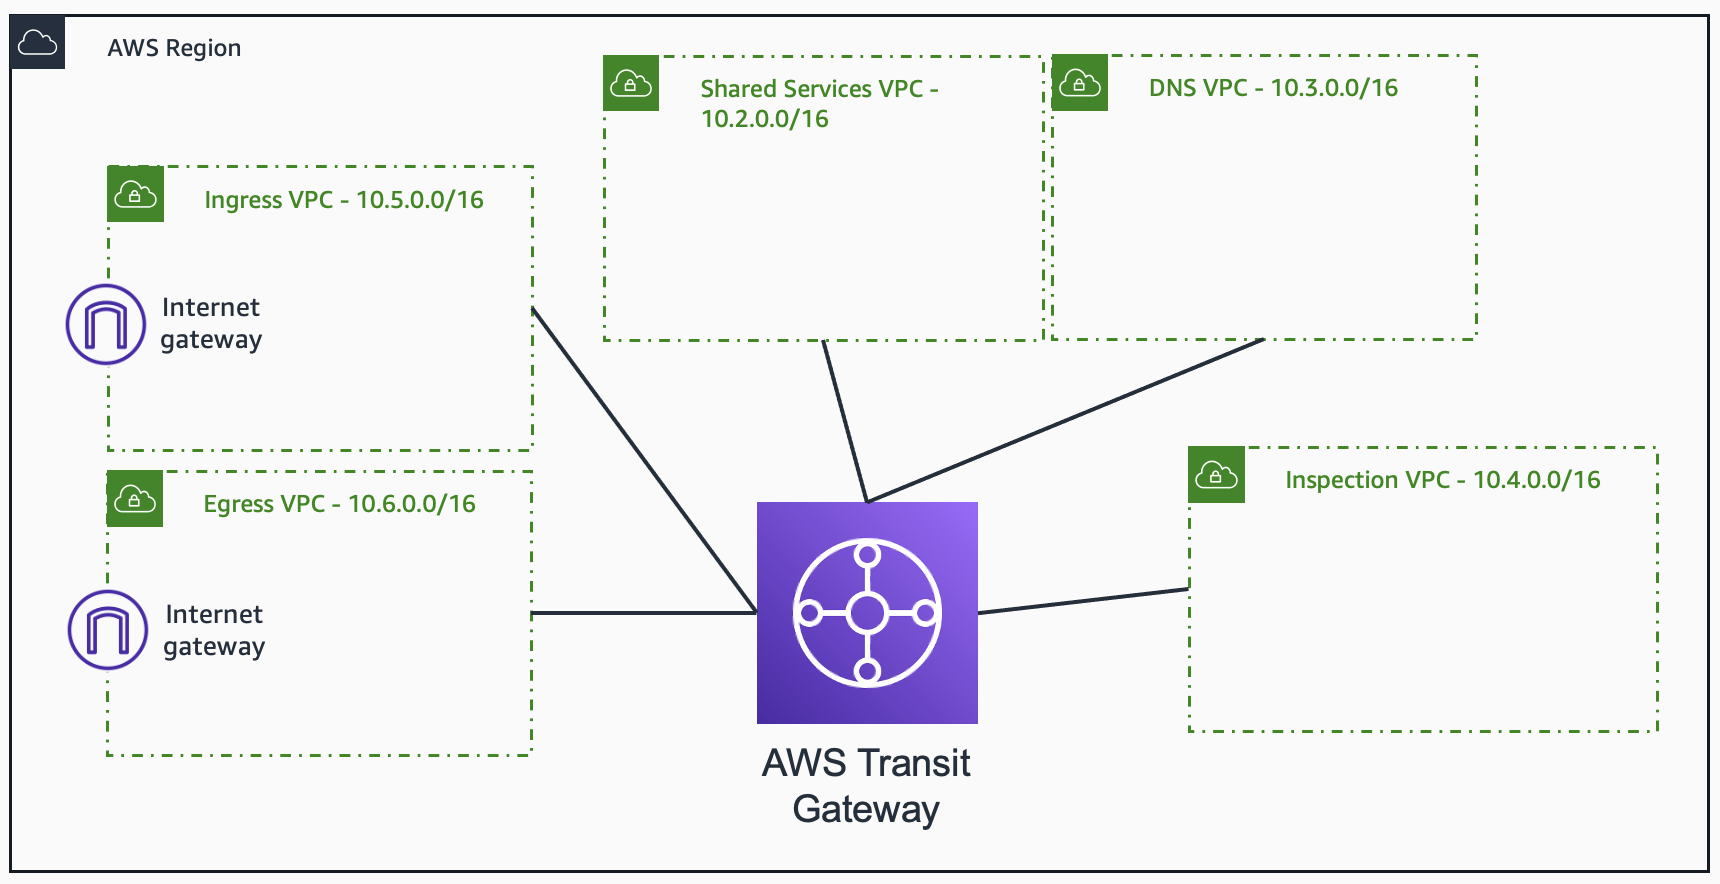 AWS Region
Shared Services VPC -
10.2.0.0/16
DNS VPC - 10.3.0.0/16
Ingress VPC - 10.5.0.0/16
Internet
gateway
Egress VPC - 10.6.0.0/16
Internet
gateway
Inspection VPC - 10.4.0.0/16
AWS Transit
Gateway